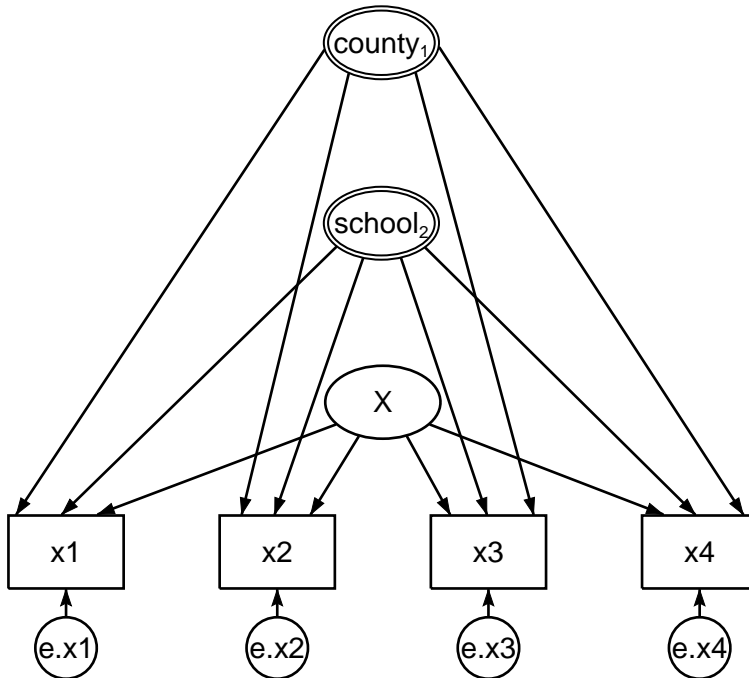 county₁
school₂
X
x1 x2 x3 x4
e.x1 e.x2 e.x3 e.x4